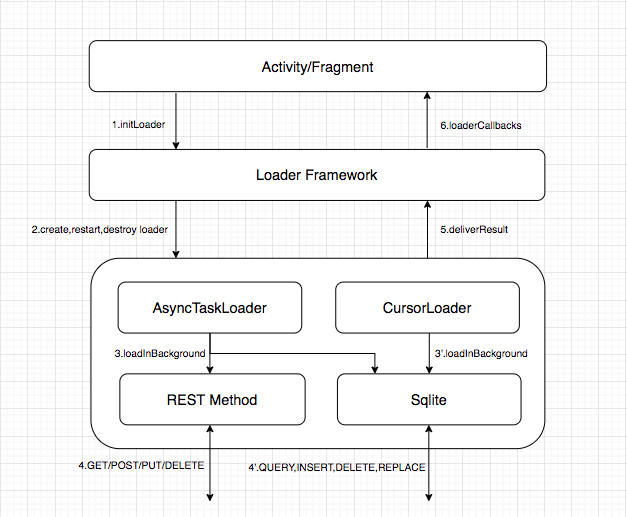 Activity/Fragment
1.initLoader
6.loaderCallbacks
Loader Framework
2.create,restart,destroy loader
5.deliverResult
AsyncTaskLoader
CursorLoader
3.loadInBackground
3'.loadInBackground
REST Method
Sqlite
4.GET/POST/PUT/DELETE
4'.QUERY,INSERT,DELETE,REPLACE